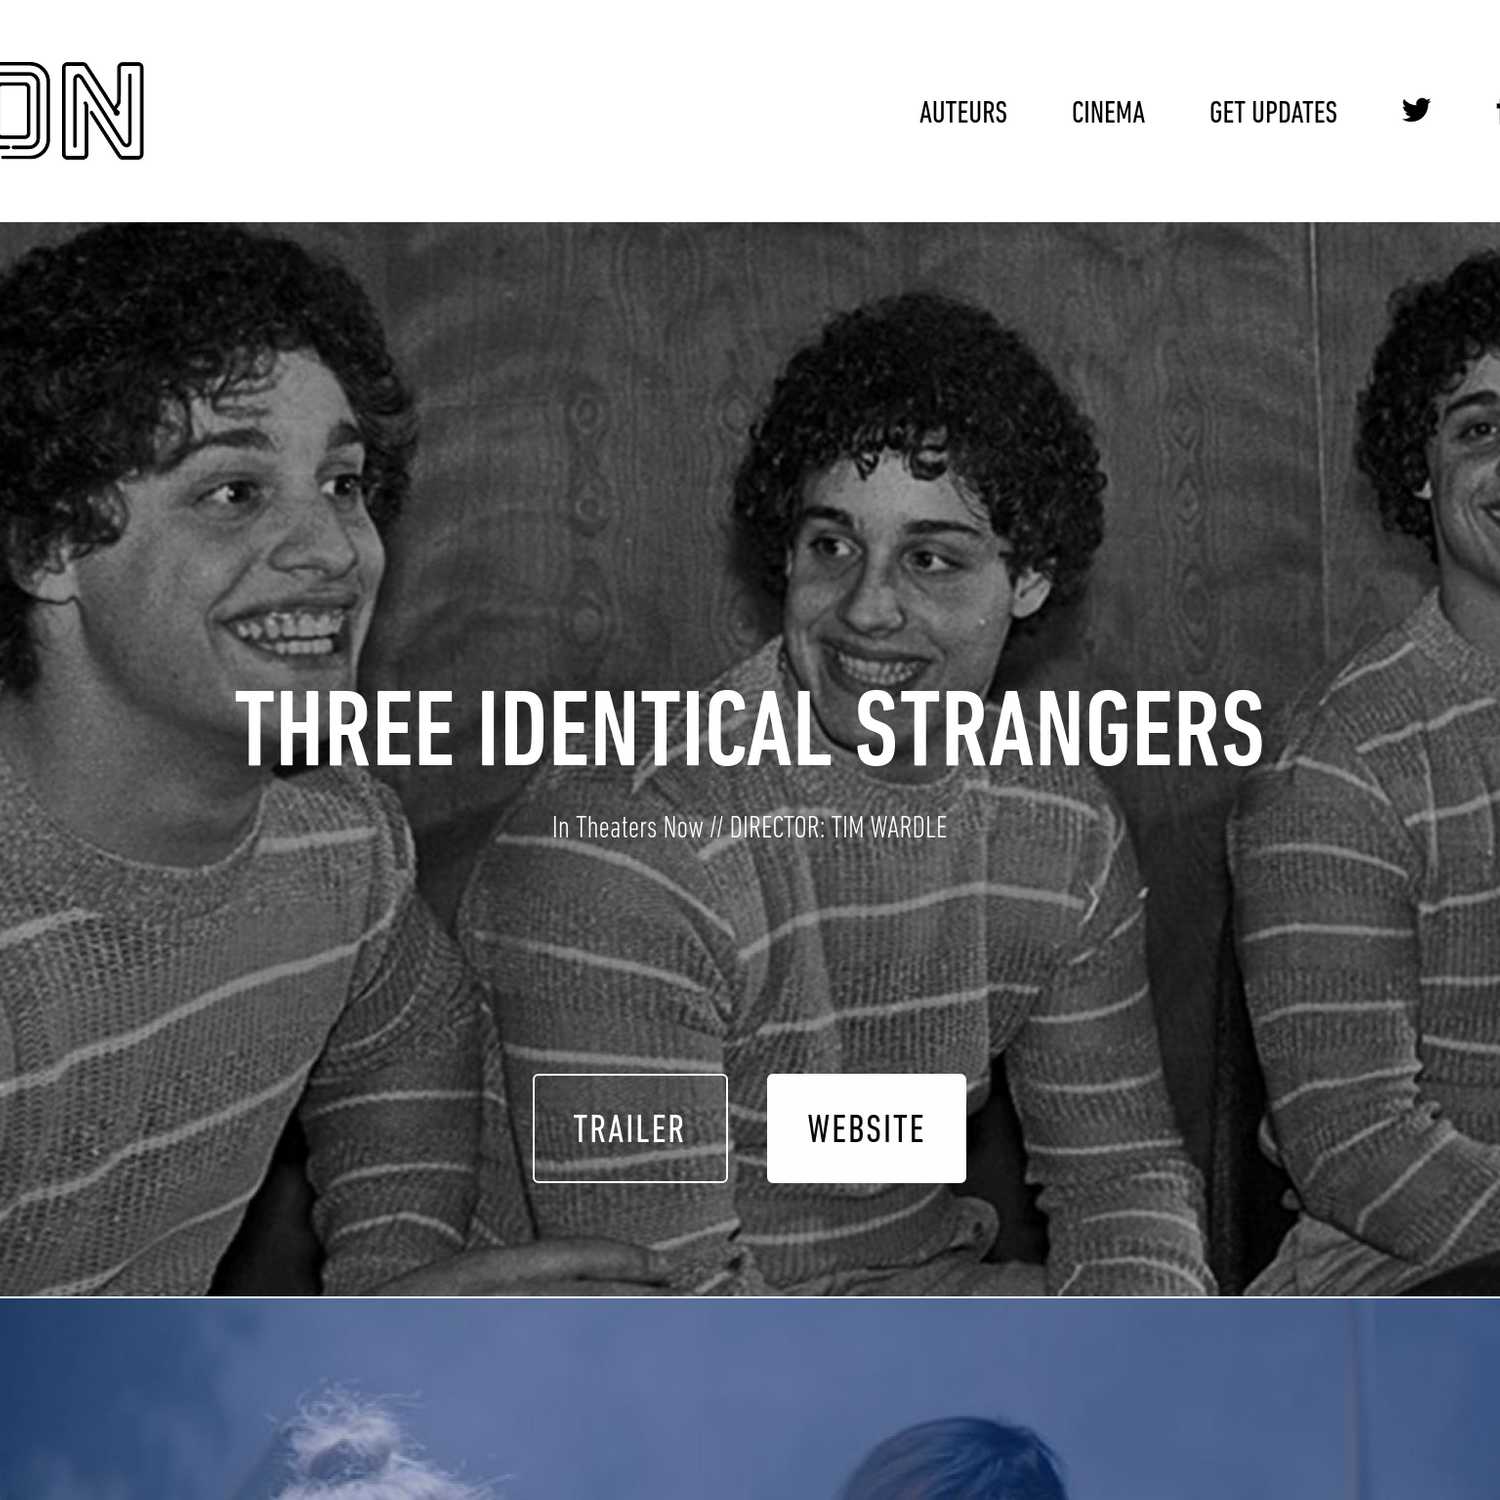 ON
AUTEURS CINEMA GET UPDATES
THREE IDENTICAL STRANGERS
In Theaters Now // DIRECTOR: TIM WARDLE
TRAILER WEBSITE